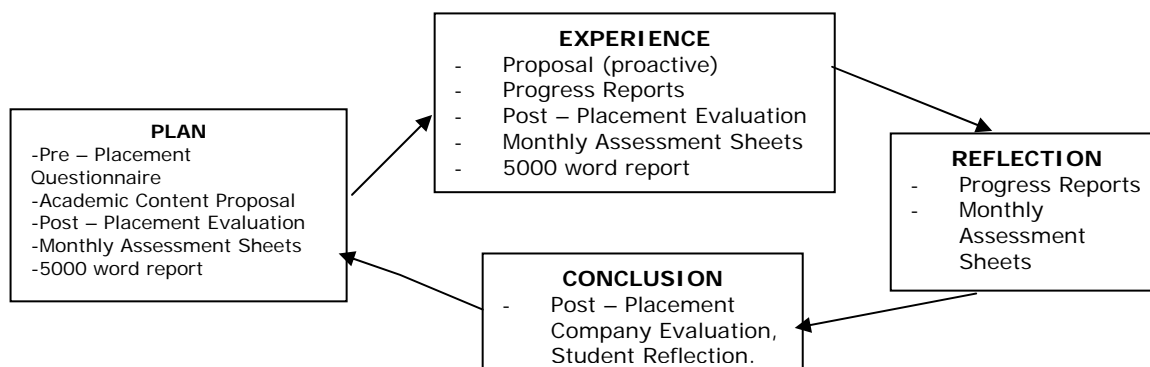 EXPERIENCE
- Proposal (proactive)
- Progress Reports
- Post – Placement Evaluation
- Monthly Assessment Sheets
- 5000 word report
PLAN
-Pre – Placement
Questionnaire
-Academic Content Proposal
-Post – Placement Evaluation
-Monthly Assessment Sheets
-5000 word report
REFLECTION
- Progress Reports
- Monthly
Assessment
Sheets
CONCLUSION
- Post – Placement
Company Evaluation,
Student Reflection.